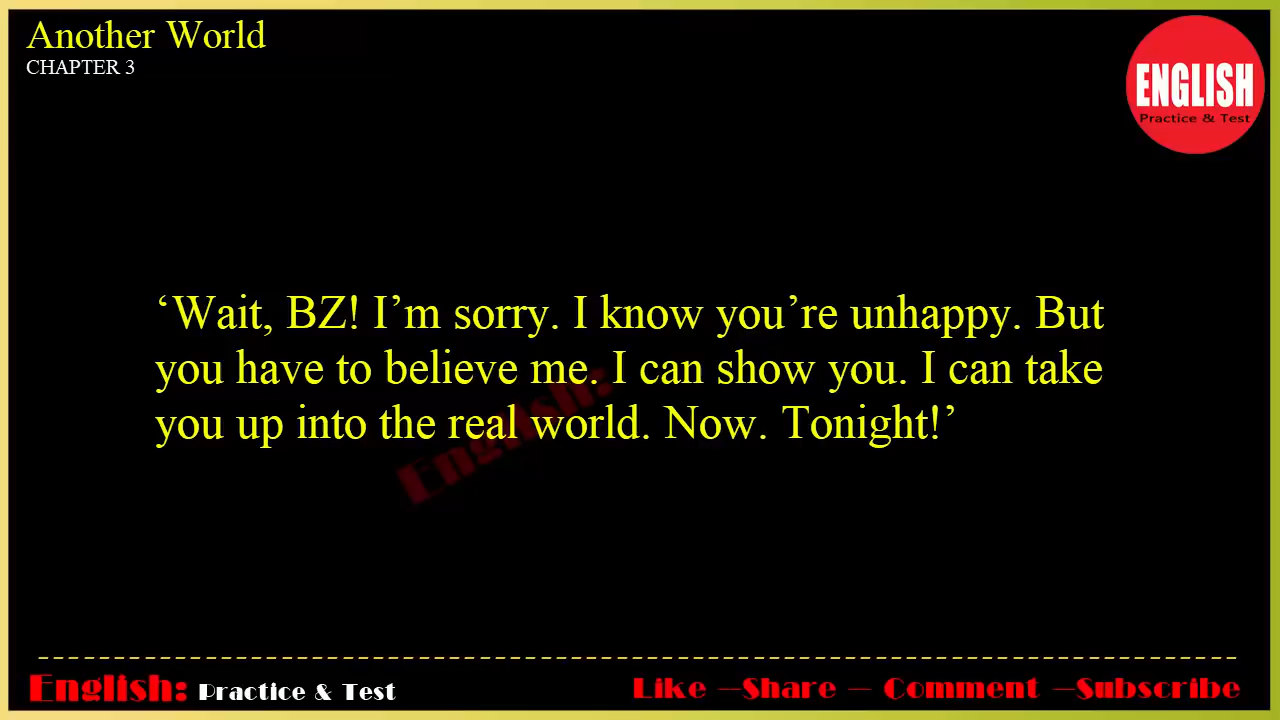 Another World
CHAPTER 3
ENGLISH
Practice & Test
‘Wait, BZ! I’m sorry. I know you’re unhappy. But
you have to believe me. I can show you. I can take
you up into the real world. Now. Tonight!’
English:
English: Practice & Test
Like —Share — Comment —Subscribe